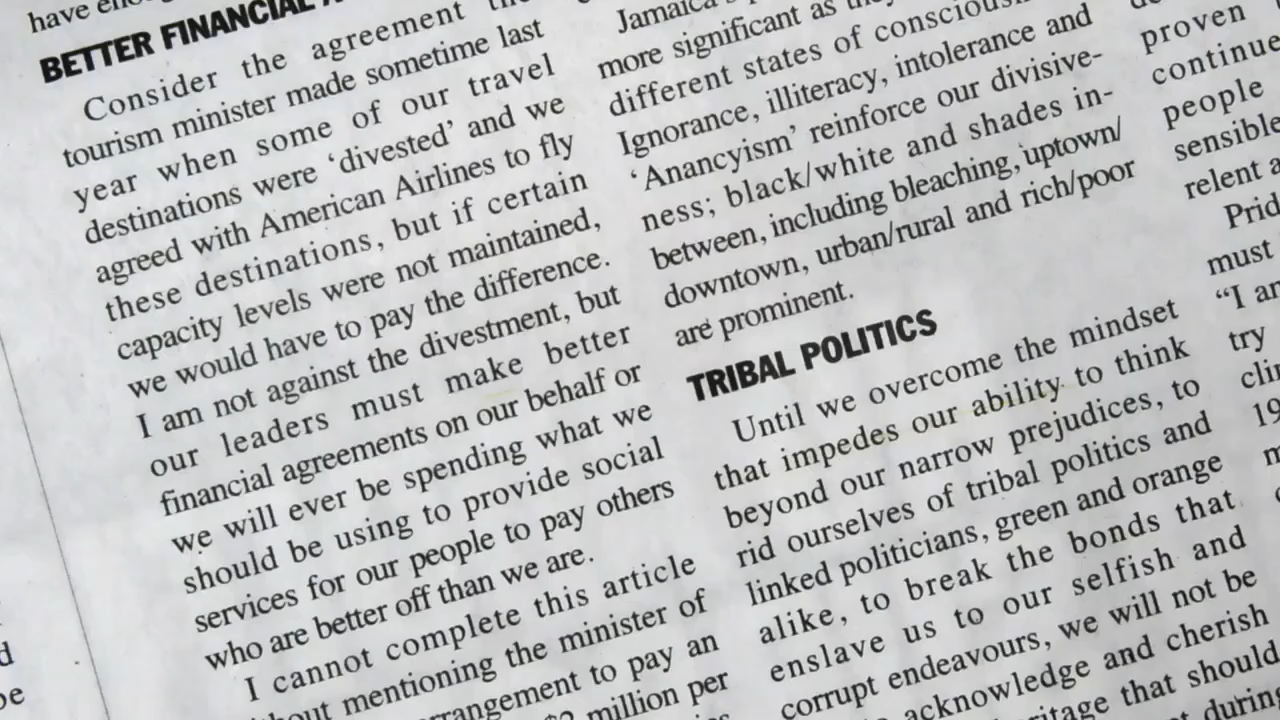 have
BETTER FINANCIAL
Consider the agreement
tourism minister made sometime last
year when some of our travel
destinations were ‘divested’ and we
agreed with American Airlines to fly
these destinations, but if certain
capacity levels were not maintained,
we would have to pay the difference.
I am not against the divestment, but
our leaders must make better
financial agreements on our behalf or
we will ever be spending what we
should be using to provide social
services for our people to pay others
who are better off than we are.
I cannot complete this article
mentioning the minister of
to pay an
million per
Jamaica's
more significant as they
different states of
Ignorance, illiteracy, intolerance and
‘Anancyism’ reinforce our divisive-
ness; black/white and shades in-
between, including bleaching, uptown/
downtown, urban/rural and rich/poor
are prominent.
TRIBAL POLITICS
Until we overcome the mindset
that impedes our ability to think
beyond our narrow prejudices, to
rid ourselves of tribal politics and
linked politicians, green and orange
alike, to break the bonds that
enslave us to our selfish and
corrupt endeavours, we will not be
acknowledge and cherish
that should
during
proven
continue
people
sensible
relent
must
“I
try
19